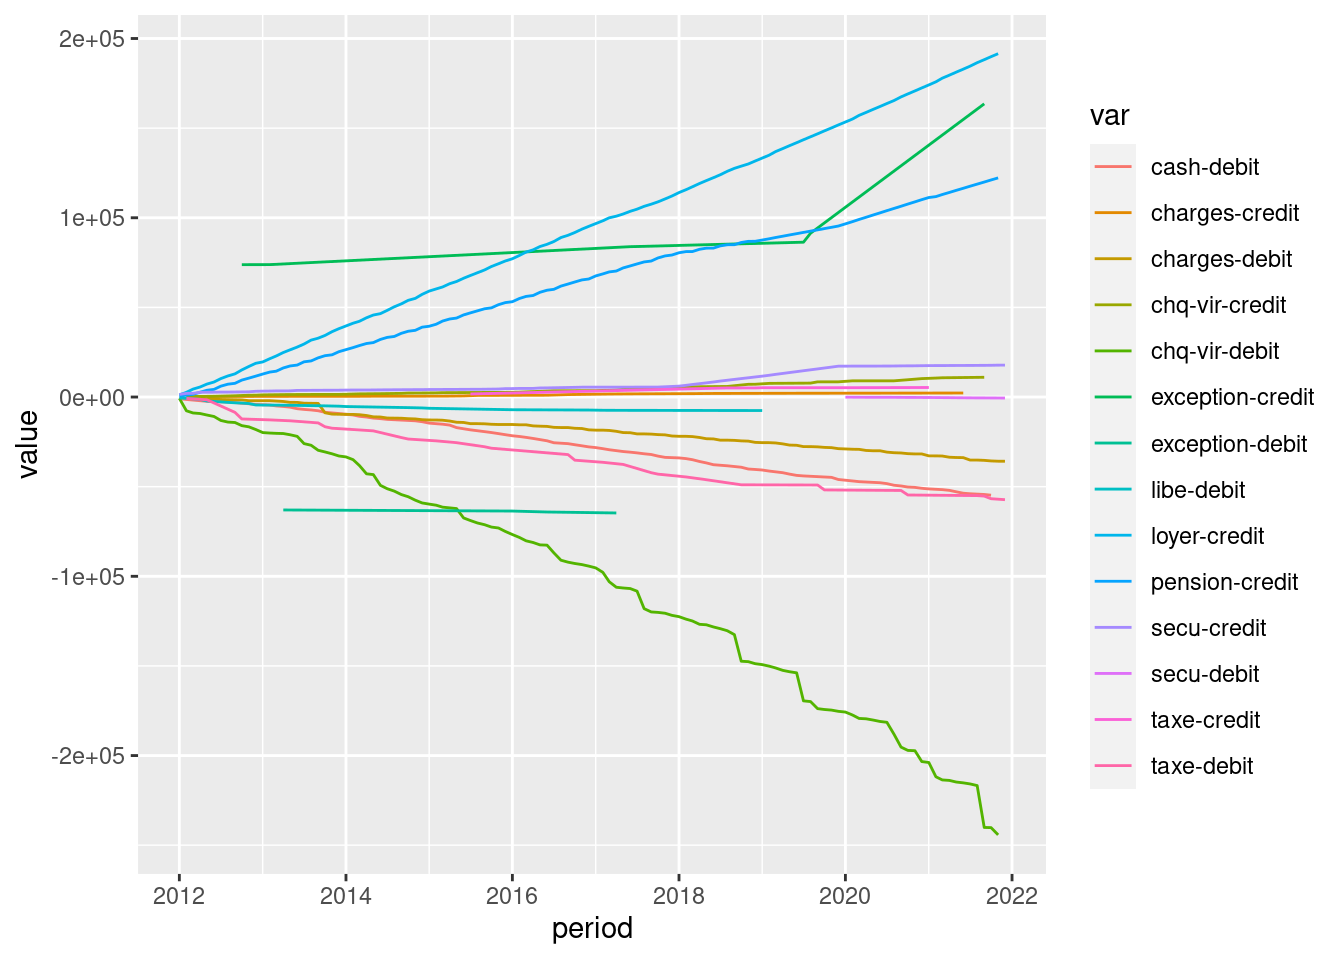 2e+05
1e+05
0e+00
-1e+05
-2e+05
value
2012 2014 2016 2018 2020 2022
period
var
cash-debit
charges-credit
charges-debit
chq-vir-credit
chq-vir-debit
exception-credit
exception-debit
libe-debit
loyer-credit
pension-credit
secu-credit
secu-debit
taxe-credit
taxe-debit